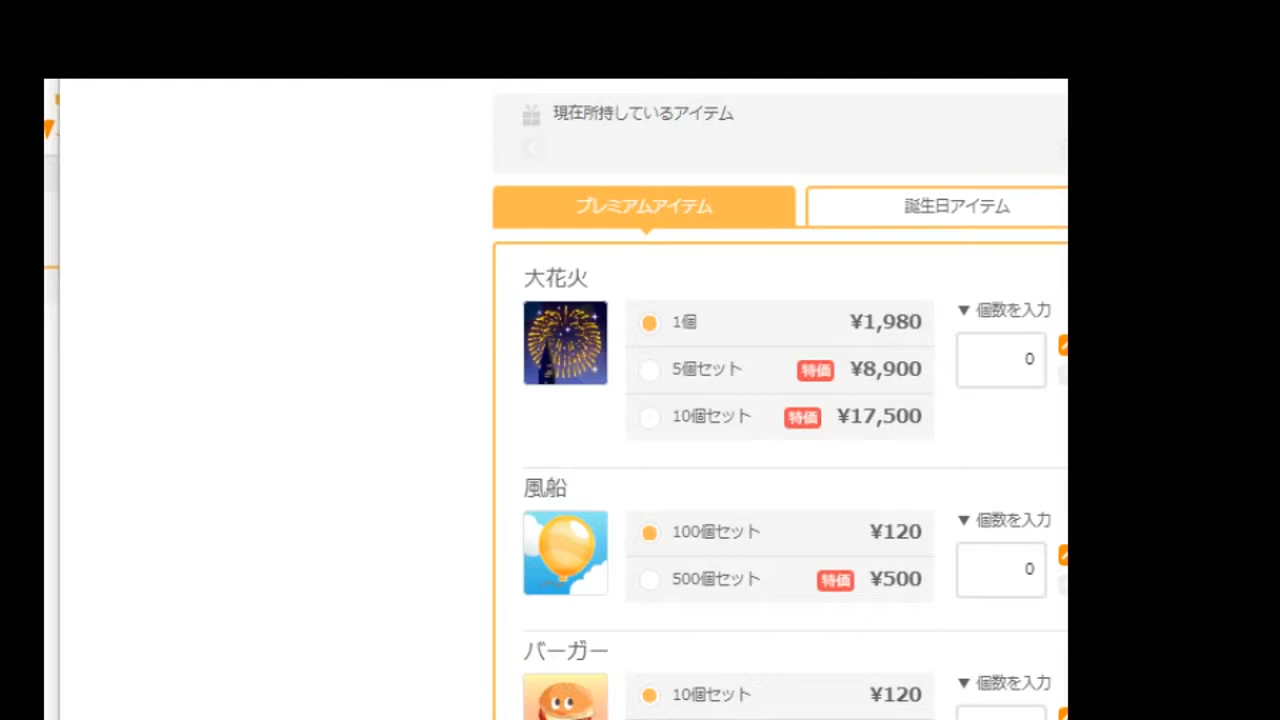 現在所持しているアイテム
プレミアムアイテム 誕生日アイテム
大花火
1個 ¥1,980 ▼ 個数を入力
5個セット 特価 ¥8,900 0
10個セット 特価 ¥17,500
風船
100個セット ¥120 ▼ 個数を入力
500個セット 特価 ¥500 0
バーガー
10個セット ¥120 ▼ 個数を入力